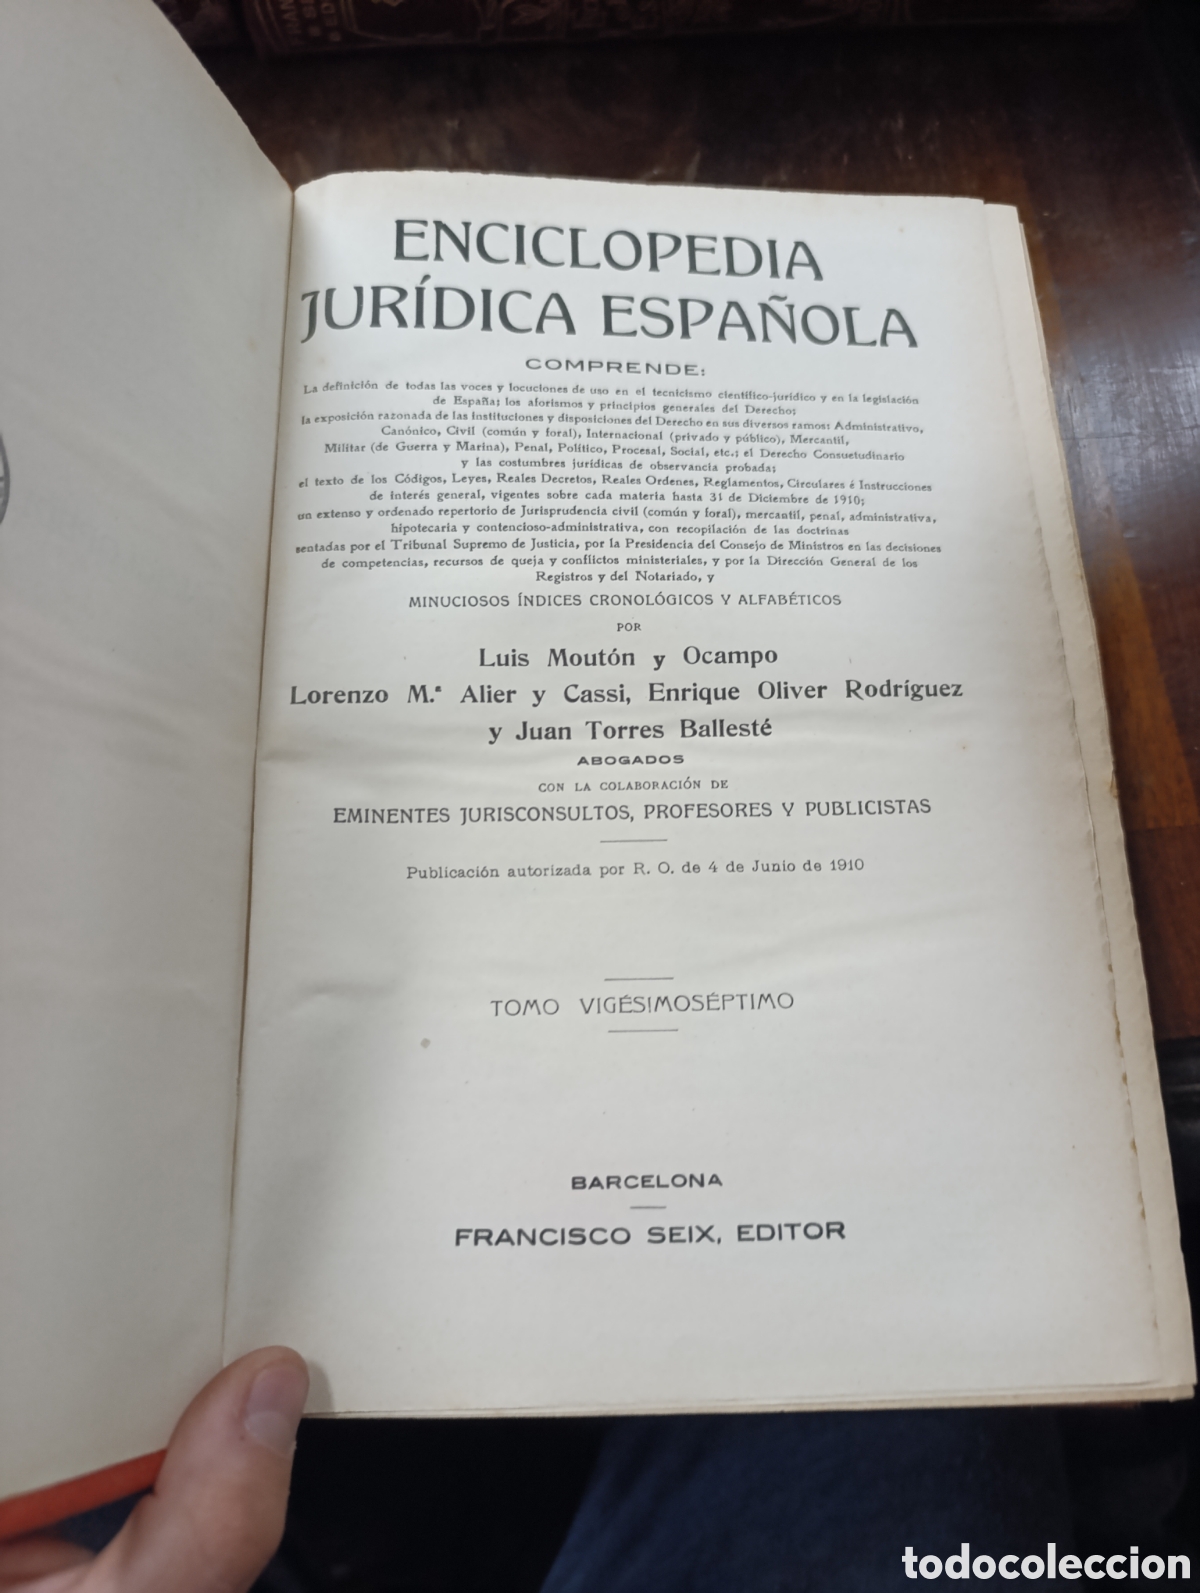 ENCICLOPEDIA
JURÍDICA ESPAÑOLA
COMPRENDE:
La definición de todas las voces y locuciones de uso en el tecnicismo científico-jurídico y en la legislación
de España; los aforismos y principios generales del Derecho;
la exposición razonada de las instituciones y disposiciones del Derecho en sus diversos ramos: Administrativo,
Canónico, Civil (común y foral), Internacional (privado y público), Mercantil,
Militar (de Guerra y Marina), Penal, Político, Procesal, Social, etc.; el Derecho Consuetudinario
y las costumbres jurídicas de observancia probada;
el texto de los Códigos, Leyes, Reales Decretos, Reales Ordenes, Reglamentos, Circulares é Instrucciones
de interés general, vigentes sobre cada materia hasta 31 de Diciembre de 1910;
un extenso y ordenado repertorio de Jurisprudencia civil (común y foral), mercantil, penal, administrativa,
hipotecaria y contencioso-administrativa, con recopilación de las doctrinas
sentadas por el Tribunal Supremo de Justicia, por la Presidencia del Consejo de Ministros en las decisiones
de competencias, recursos de queja y conflictos ministeriales, y por la Dirección General de los
Registros y del Notariado, y
MINUCIOSOS ÍNDICES CRONOLÓGICOS Y ALFABÉTICOS
POR
Luis Moutón y Ocampo
Lorenzo M.ª Alier y Cassi, Enrique Oliver Rodríguez
y Juan Torres Ballesté
ABOGADOS
CON LA COLABORACIÓN DE
EMINENTES JURISCONSULTOS, PROFESORES Y PUBLICISTAS
Publicación autorizada por R. O. de 4 de Junio de 1910
TOMO VIGÉSIMOSÉPTIMO
BARCELONA
FRANCISCO SEIX, EDITOR
todocoleccion